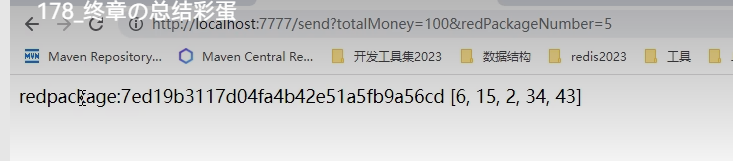 178_终章の总结彩蛋
http://localhost:7777/send?totalMoney=100&redPackageNumber=5
MVN Maven Repository... Maven Central Re... 开发工具集2023 数据结构 redis2023 工具
redpackage:7ed19b3117d04fa4b42e51a5fb9a56cd [6, 15, 2, 34, 43]